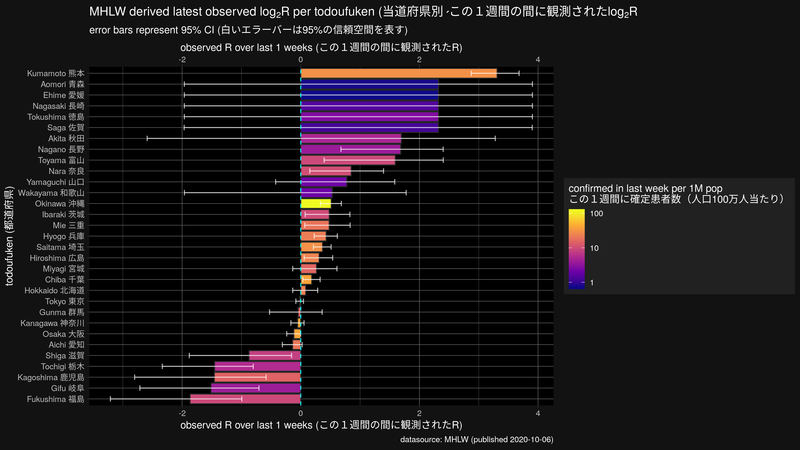 MHLW derived latest observed log₂R per todoufuken (当道府県別 -この１週間の間に観測されたlog₂R
error bars represent 95% CI (白いエラーバーは95%の信頼空間を表す)
observed R over last 1 weeks (この１週間の間に観測されたR)
-2 0 2 4
todoufuken (都道府県)
Kumamoto 熊本
Aomori 青森
Ehime 愛媛
Nagasaki 長崎
Tokushima 徳島
Saga 佐賀
Akita 秋田
Nagano 長野
Toyama 富山
Nara 奈良
Yamaguchi 山口
Wakayama 和歌山
Okinawa 沖縄
Ibaraki 茨城
Mie 三重
Hyogo 兵庫
Saitama 埼玉
Hiroshima 広島
Miyagi 宮城
Chiba 千葉
Hokkaido 北海道
Tokyo 東京
Gunma 群馬
Kanagawa 神奈川
Osaka 大阪
Aichi 愛知
Shiga 滋賀
Tochigi 栃木
Kagoshima 鹿児島
Gifu 岐阜
Fukushima 福島
-2 0 2 4
observed R over last 1 weeks (この１週間の間に観測されたR)
confirmed in last week per 1M pop
この１週間に確定患者数（人口100万人当たり）
100
10
1
datasource: MHLW (published 2020-10-06)